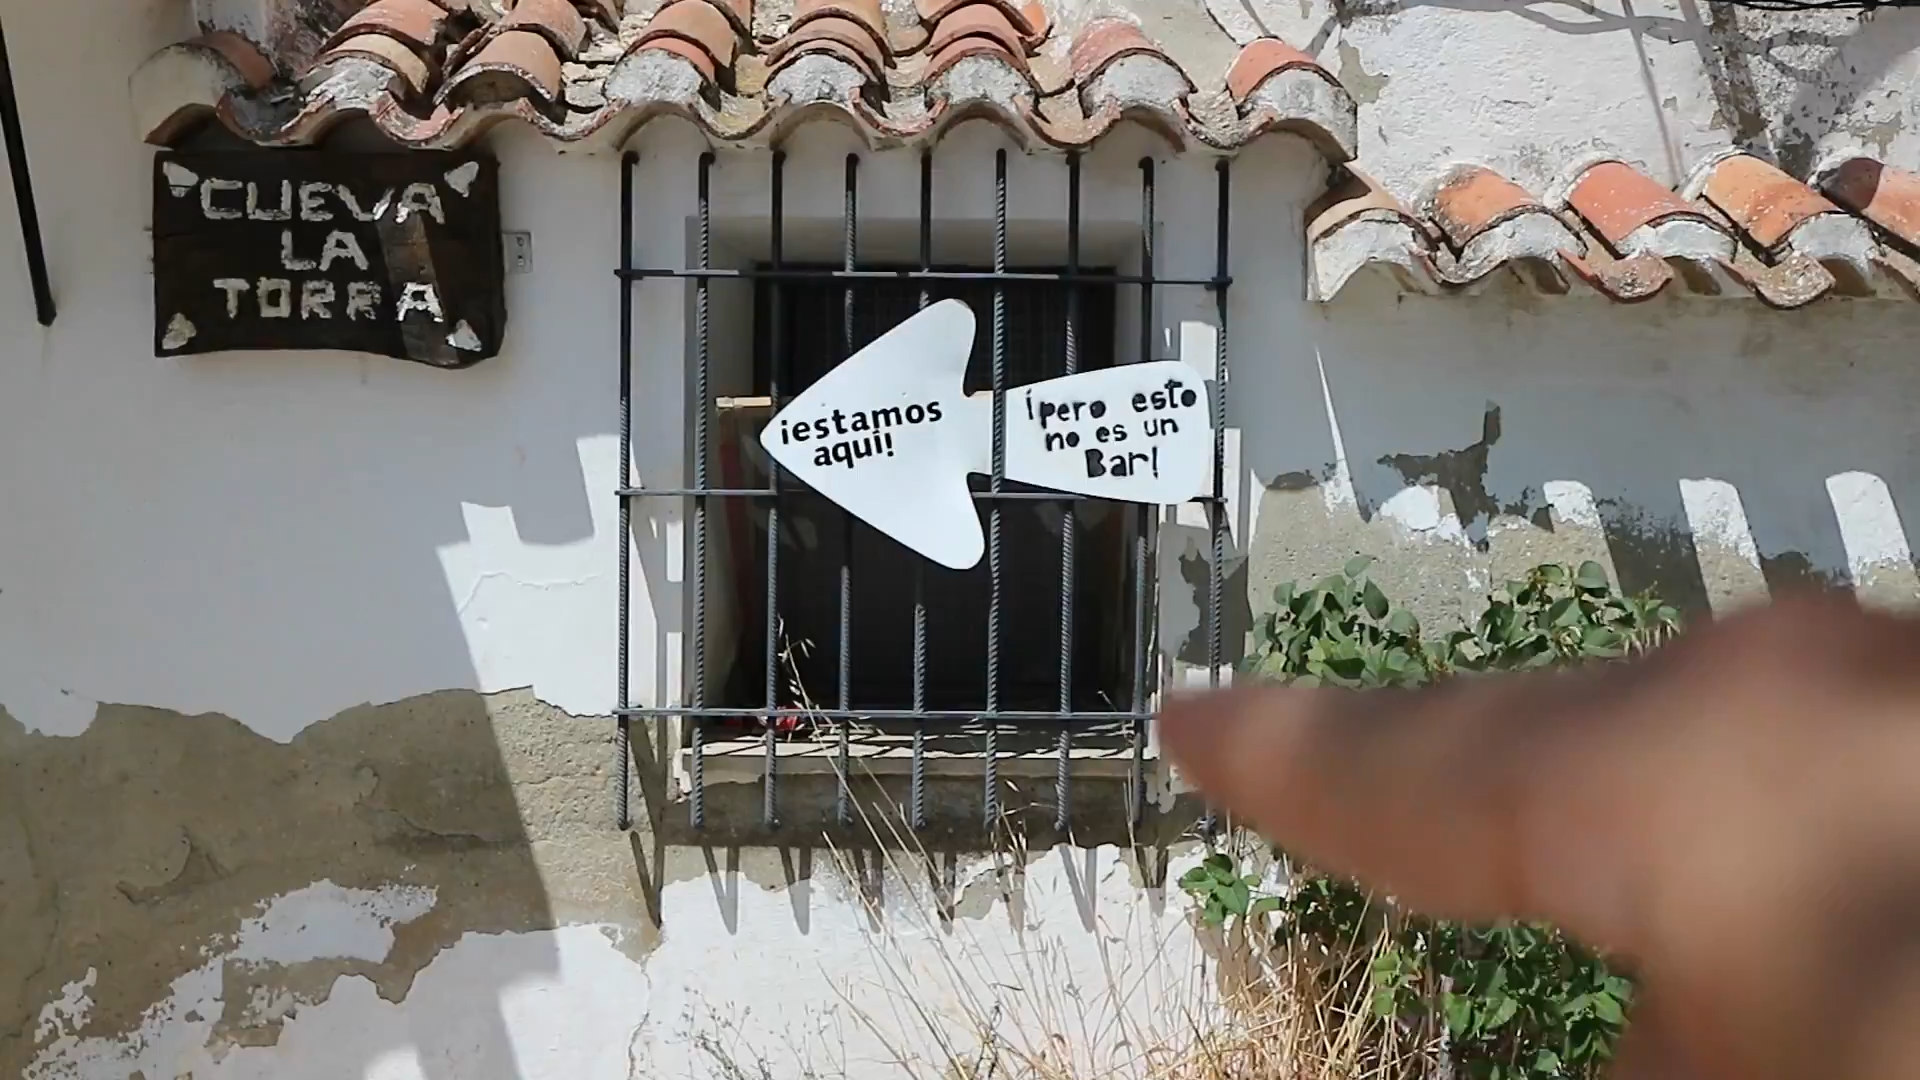 CUEVA
LA
TORRA
¡estamos
aquí!
¡pero esto
no es un
Bar!